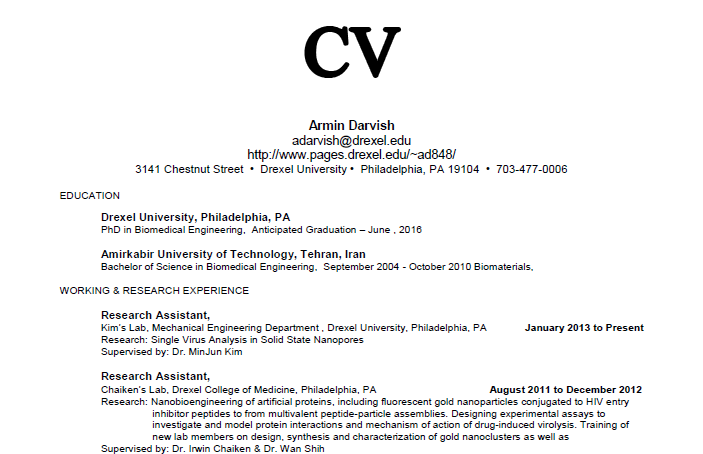 CV
Armin Darvish
adarvish@drexel.edu
http://www.pages.drexel.edu/~ad848/
3141 Chestnut Street • Drexel University • Philadelphia, PA 19104 • 703-477-0006
EDUCATION
Drexel University, Philadelphia, PA
PhD in Biomedical Engineering, Anticipated Graduation – June , 2016
Amirkabir University of Technology, Tehran, Iran
Bachelor of Science in Biomedical Engineering, September 2004 - October 2010 Biomaterials,
WORKING & RESEARCH EXPERIENCE
Research Assistant,
Kim's Lab, Mechanical Engineering Department , Drexel University, Philadelphia, PA January 2013 to Present
Research: Single Virus Analysis in Solid State Nanopores
Supervised by: Dr. MinJun Kim
Research Assistant,
Chaiken's Lab, Drexel College of Medicine, Philadelphia, PA August 2011 to December 2012
Research: Nanobioengineering of artificial proteins, including fluorescent gold nanoparticles conjugated to HIV entry
inhibitor peptides to from multivalent peptide-particle assemblies. Designing experimental assays to
investigate and model protein interactions and mechanism of action of drug-induced virolysis. Training of
new lab members on design, synthesis and characterization of gold nanoclusters as well as
Supervised by: Dr. Irwin Chaiken & Dr. Wan Shih